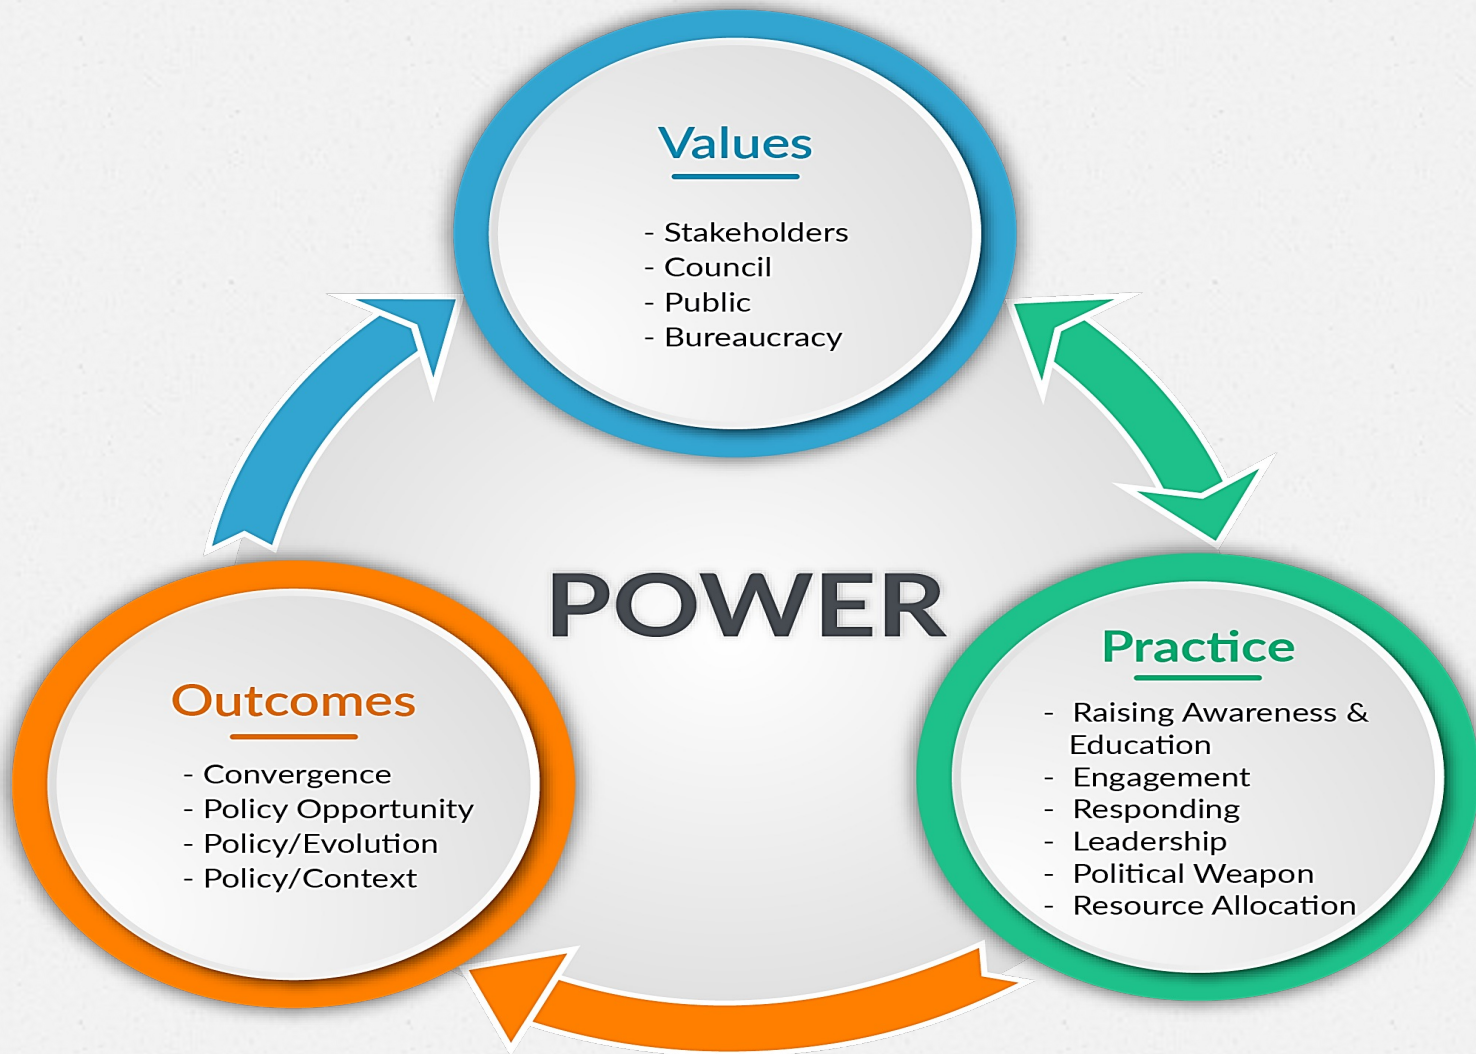 Values
- Stakeholders
- Council
- Public
- Bureaucracy
POWER
Practice
- Raising Awareness &
Education
- Engagement
- Responding
- Leadership
- Political Weapon
- Resource Allocation
Outcomes
- Convergence
- Policy Opportunity
- Policy/Evolution
- Policy/Context